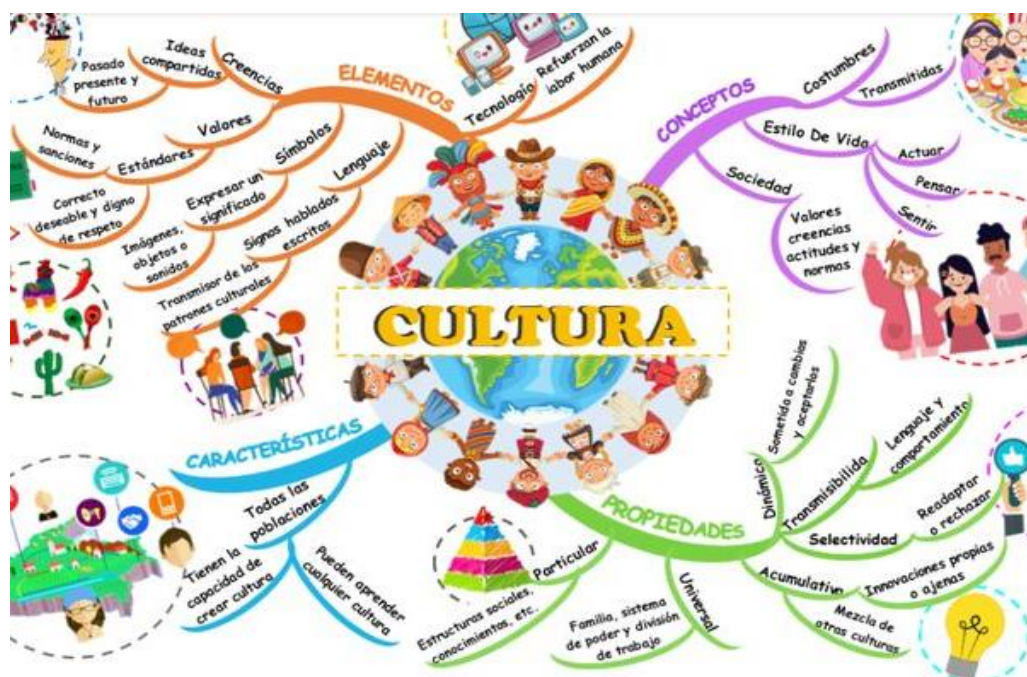 CULTURA
ELEMENTOS
Creencias
Ideas
compartidas
Pasado
presente y
futuro
Valores
Estándares
Normas y
sanciones
Correcto
deseable y digno
de respeto
Símbolos
Expresar un
significado
Imágenes,
objetos o
sonidos
Lenguaje
Signos hablados
escritos
Transmisor de los
patrones culturales
Tecnología
Refuerzan la
labor humana
CONCEPTOS
Costumbres
Transmitidas
Estilo De Vida
Actuar
Pensar
Sentir
Sociedad
Valores
creencias
actitudes y
normas
CARACTERÍSTICAS
Todas las
poblaciones
Tienen la
capacidad de
crear cultura
Pueden aprender
cualquier cultura
PROPIEDADES
Dinámico
Sometida a cambios
y aceptarlos
Transmisibilida
Lenguaje y
comportamiento
Selectividad
Readaptar
o rechazar
Acumulativo
Innovaciones propias
o ajenas
Mezcla de
otras culturas
Universal
Familia, sistema
de poder y división
de trabajo
Particular
Estructuras sociales,
conocimientos, etc.